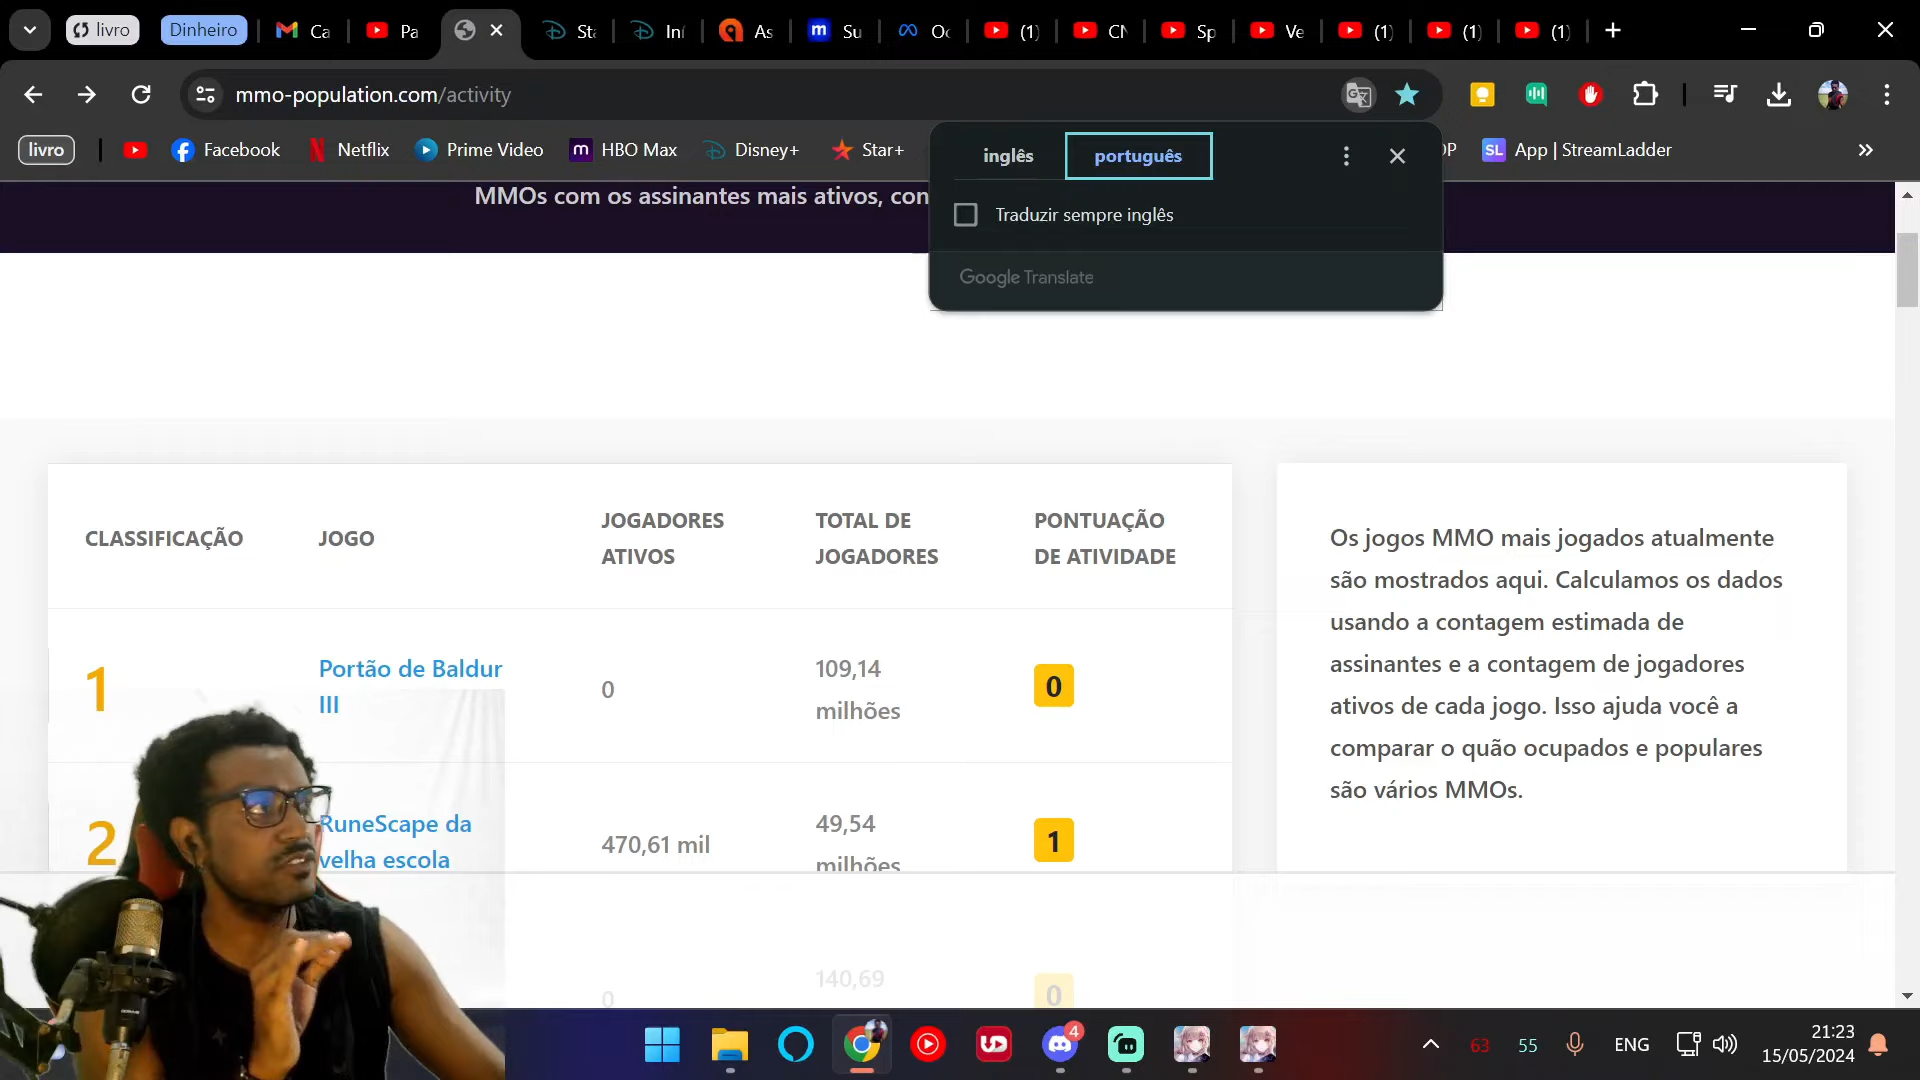 livro
Dinheiro
Ca
Pa
Sta
Iní
As
Su
Oc
(1)
CN
Sp
Ve
(1)
(1)
(1)
mmo-population.com/activity
livro
Facebook
Netflix
Prime Video
HBO Max
Disney+
Star+
SL
App | StreamLadder
inglês
português
Traduzir sempre inglês
Google Translate
MMOs com os assinantes mais ativos, con
CLASSIFICAÇÃO
JOGO
JOGADORES
ATIVOS
TOTAL DE
JOGADORES
PONTUAÇÃO
DE ATIVIDADE
1
Portão de Baldur
III
0
109,14
milhões
0
2
RuneScape da
velha escola
470,61 mil
49,54
milhões
1
0
140,69
0
Os jogos MMO mais jogados atualmente
são mostrados aqui. Calculamos os dados
usando a contagem estimada de
assinantes e a contagem de jogadores
ativos de cada jogo. Isso ajuda você a
comparar o quão ocupados e populares
são vários MMOs.
4
63
55
ENG
21:23
15/05/2024